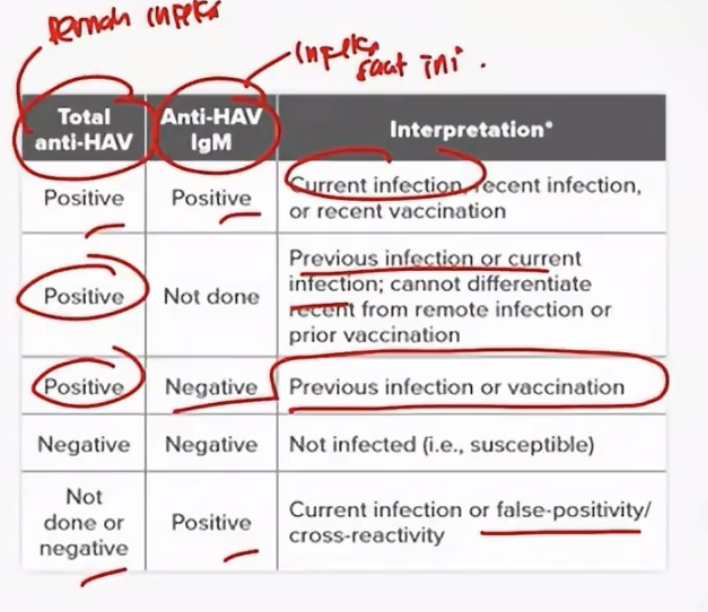 Pernah infeksi
infeksi
saat ini.
Total
anti-HAV
Anti-HAV
IgM
Interpretation*
Positive
Positive
Current infection, recent infection,
or recent vaccination
Positive
Not done
Previous infection or current
infection; cannot differentiate
recent from remote infection or
prior vaccination
Positive
Negative
Previous infection or vaccination
Negative
Negative
Not infected (i.e., susceptible)
Not
done or
negative
Positive
Current infection or false-positivity/
cross-reactivity